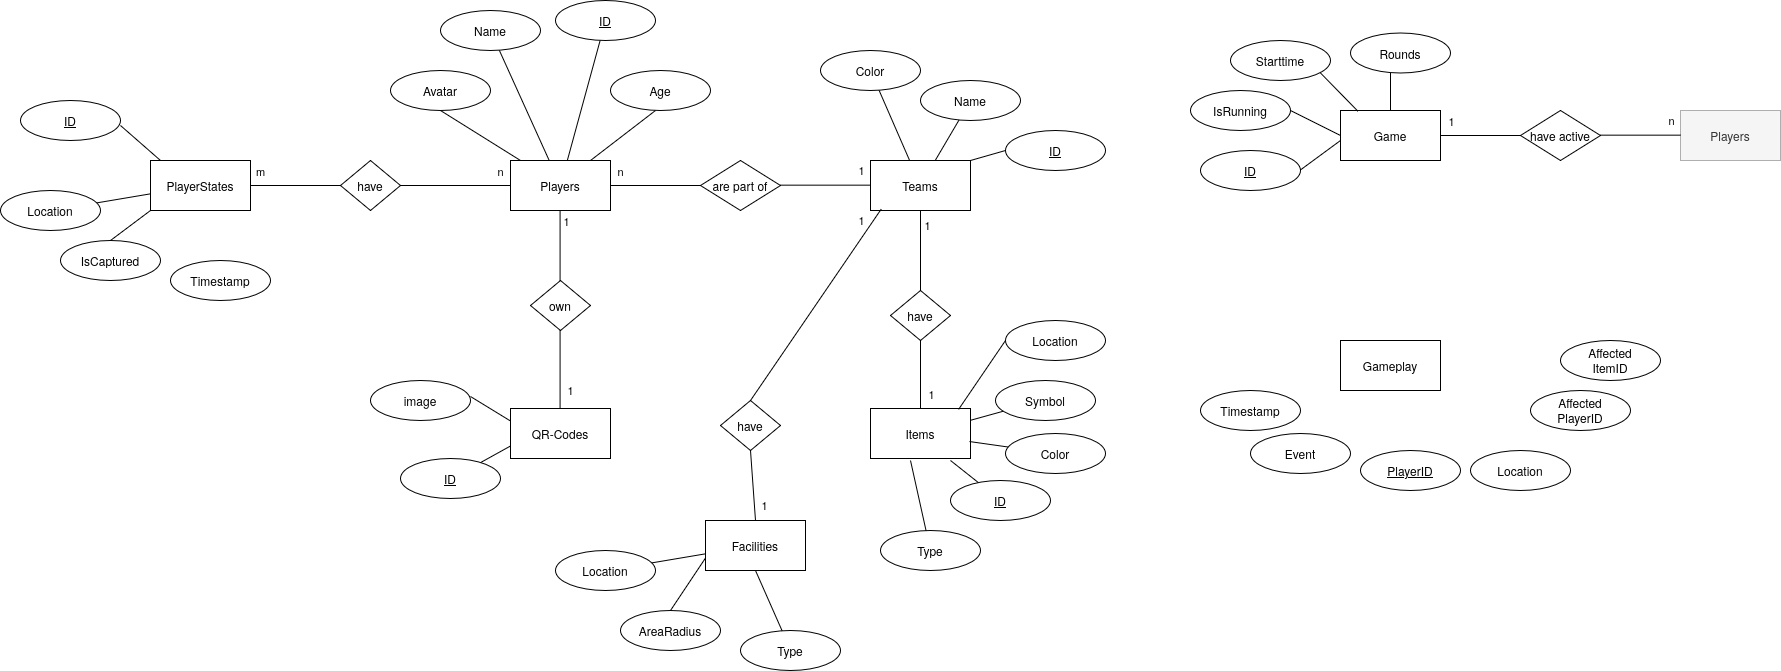 ID
Name
Avatar
ID
Age
Color
Name
ID
Starttime
Rounds
IsRunning
ID
Game
1
have active
n
Players
PlayerStates
m
have
n
Players
n
are part of
1
Teams
Location
IsCaptured
Timestamp
1
own
1
QR-Codes
image
ID
1
have
1
Facilities
Location
AreaRadius
Type
1
have
1
Items
Location
Symbol
Color
ID
Type
Gameplay
Affected
ItemID
Affected
PlayerID
Timestamp
Event
PlayerID
Location